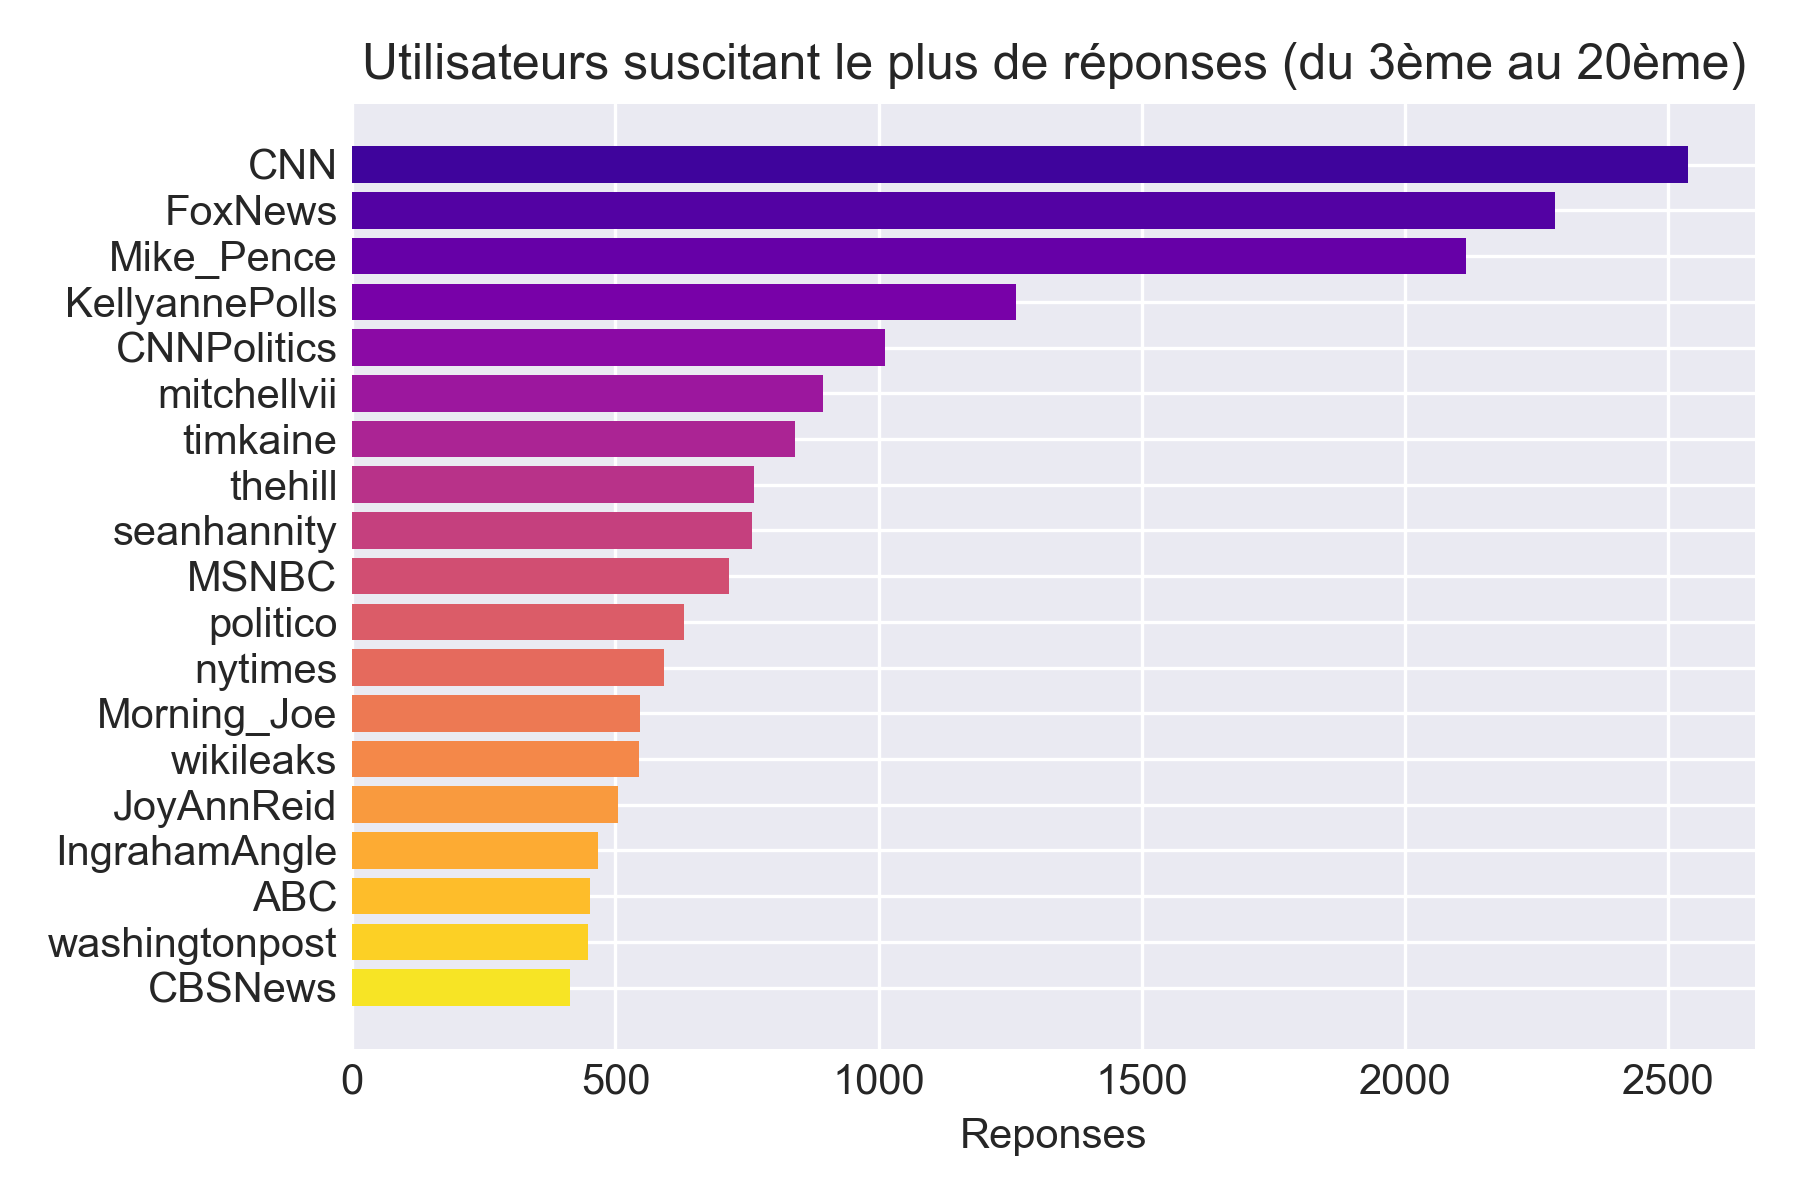 Utilisateurs suscitant le plus de réponses (du 3ème au 20ème)
CNN
FoxNews
Mike_Pence
KellyannePolls
CNNPolitics
mitchellvii
timkaine
thehill
seanhannity
MSNBC
politico
nytimes
Morning_Joe
wikileaks
JoyAnnReid
IngrahamAngle
ABC
washingtonpost
CBSNews
0 500 1000 1500 2000 2500
Reponses